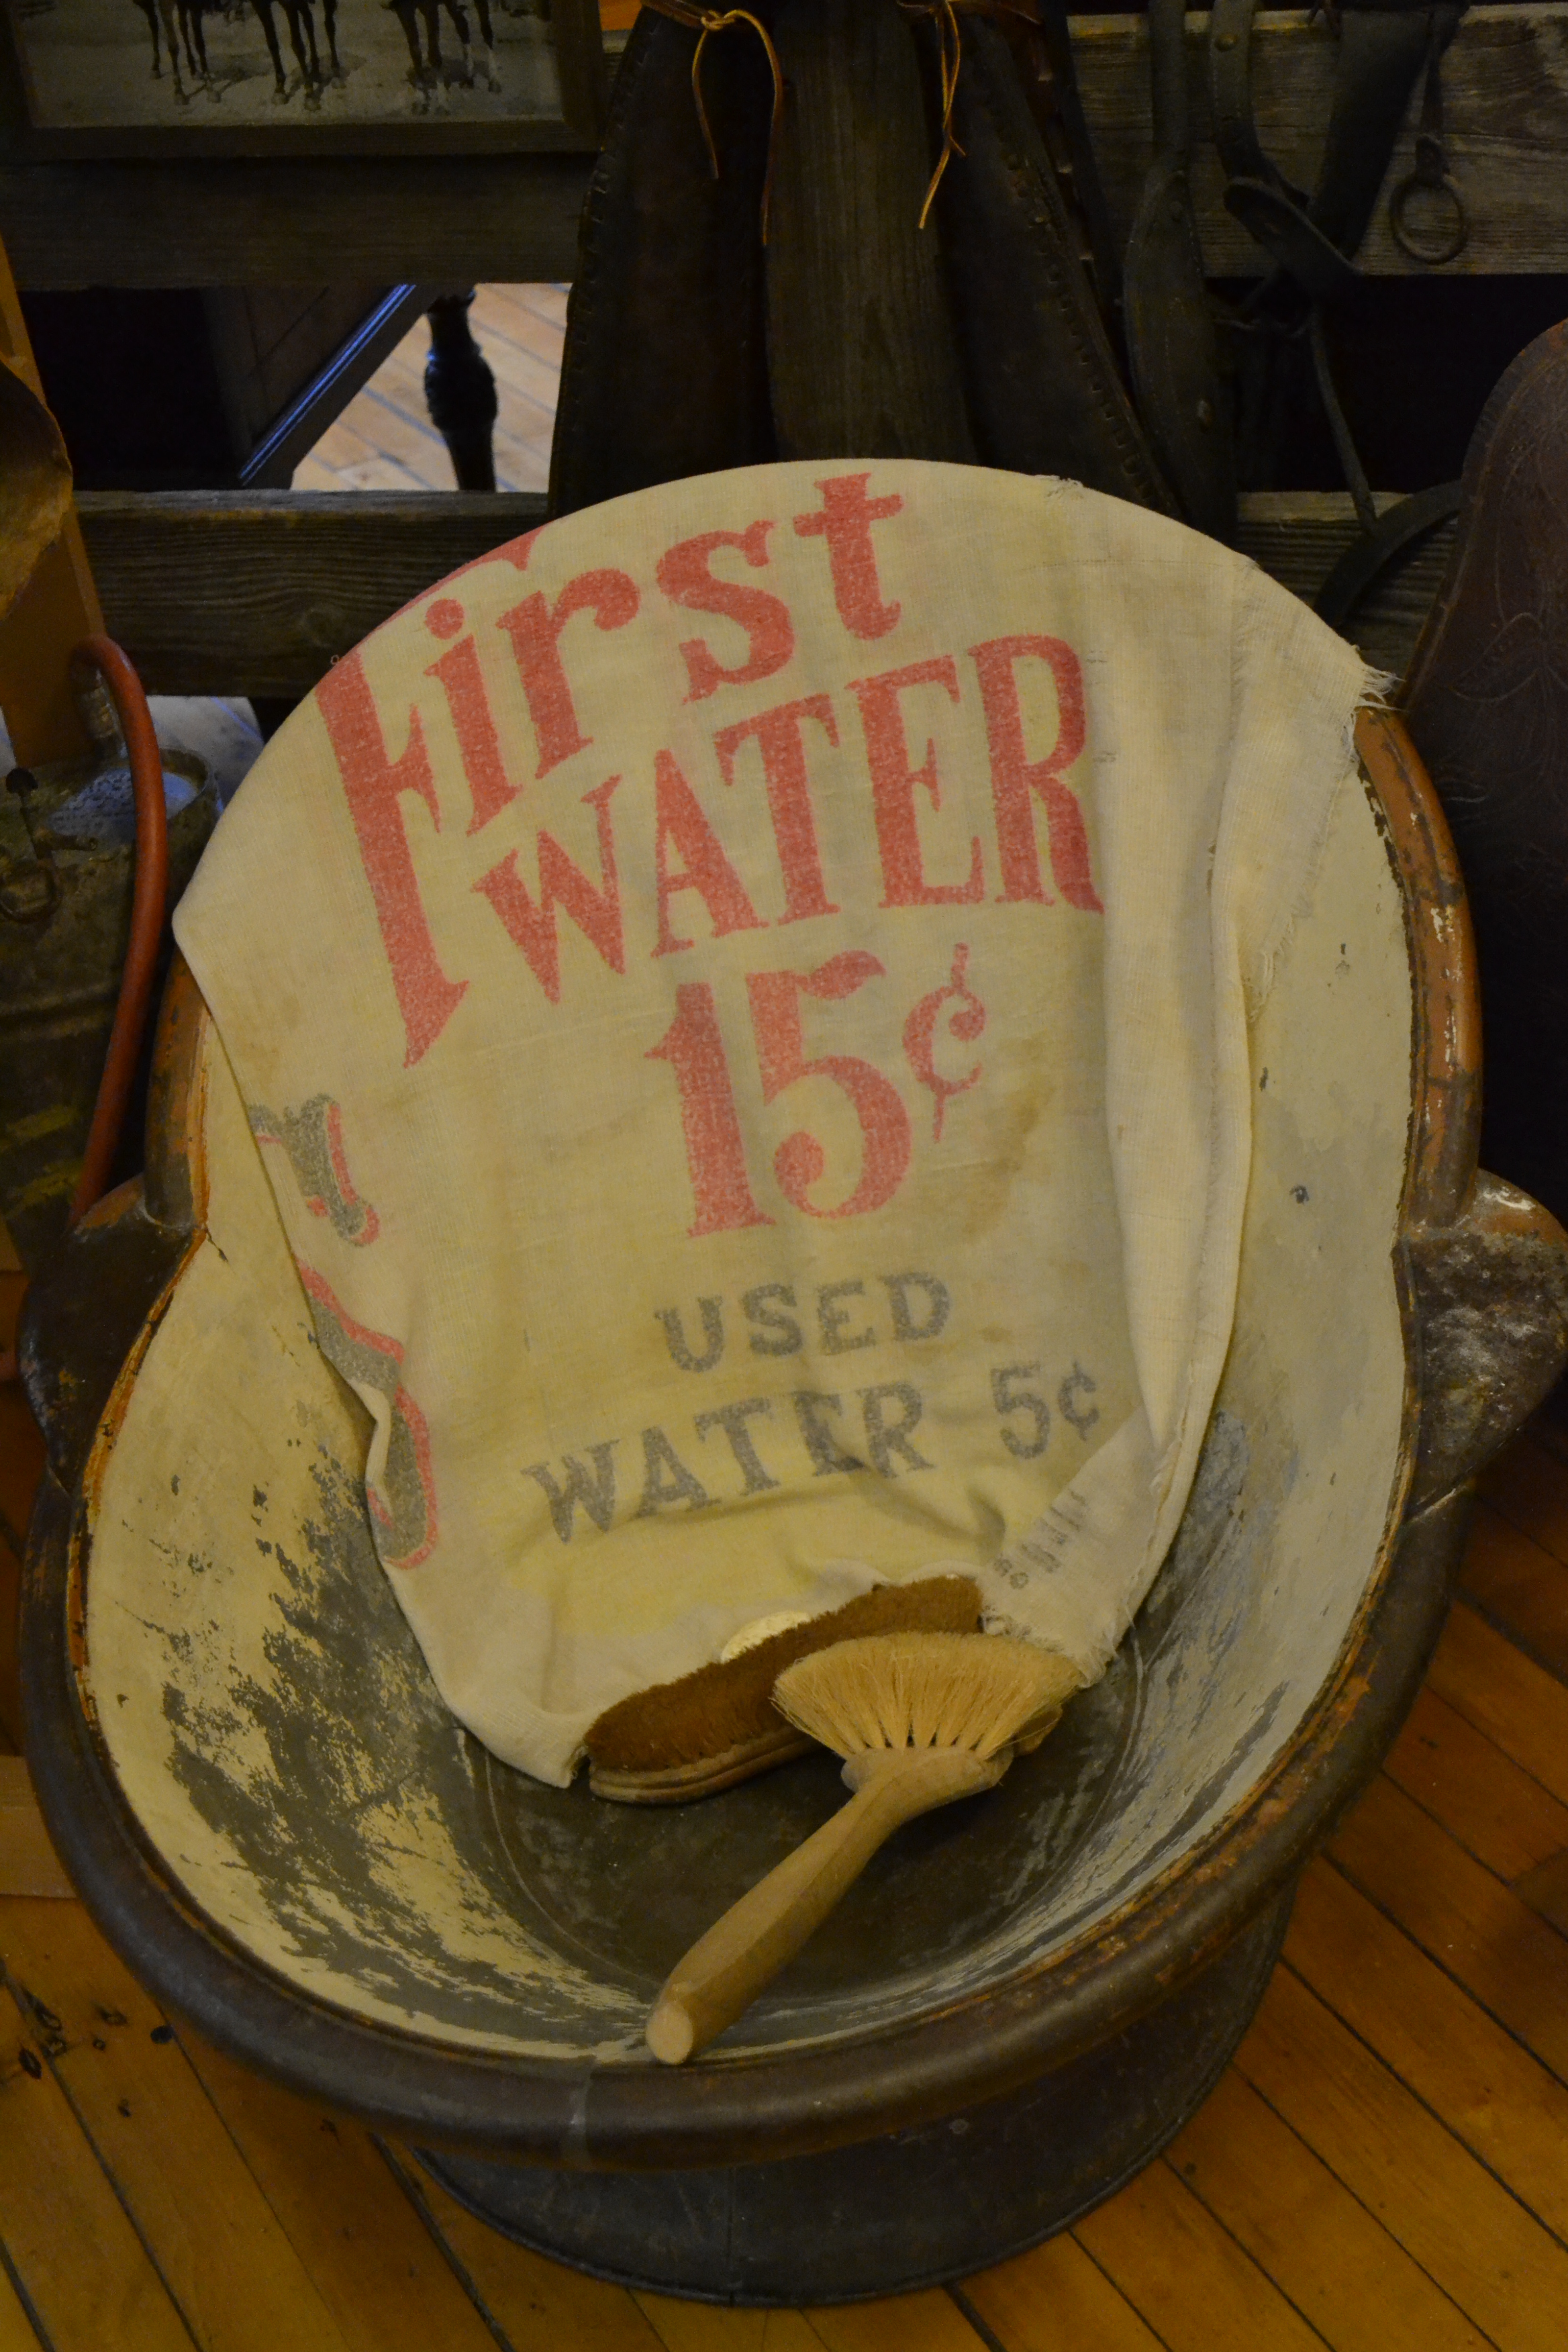 First
WATER
15¢
USED
WATER 5¢